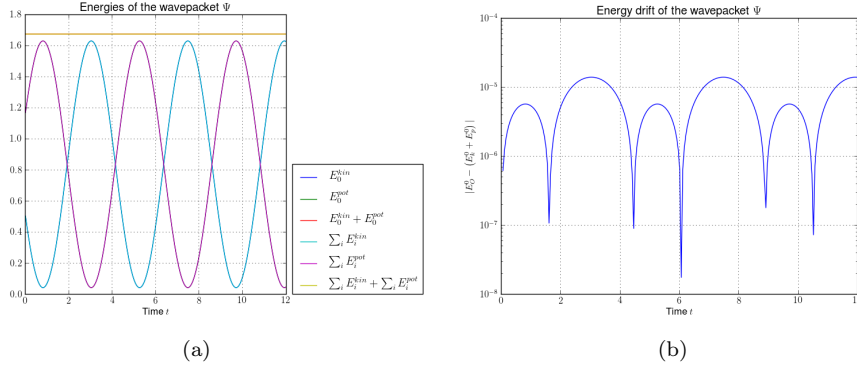 Energies of the wavepacket Ψ
1.8
1.6
1.4
1.2
1.0
0.8
0.6
0.4
0.2
0.0
0 2 4 6 8 10 12
Time t
E_0^{kin}
E_0^{pot}
E_0^{kin} + E_0^{pot}
∑_i E_i^{kin}
∑_i E_i^{pot}
∑_i E_i^{kin} + ∑_i E_i^{pot}
(a)
Energy drift of the wavepacket Ψ
10^{-4}
10^{-5}
10^{-6}
10^{-7}
10^{-8}
|E_O^0 − (E_k^0 + E_p^0)|
0 2 4 6 8 10 12
Time t
(b)